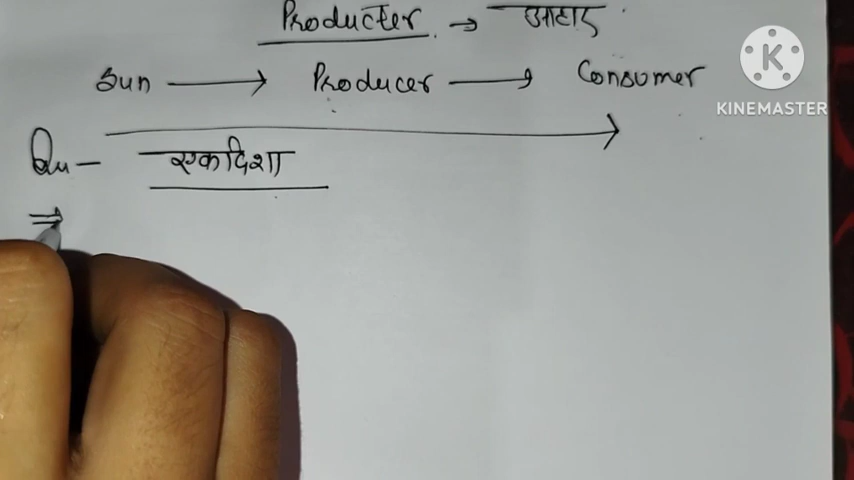 Producter → आहार
Sun → Producer → Consumer
Qu - एकदिशा
⇒
K
KINEMASTER